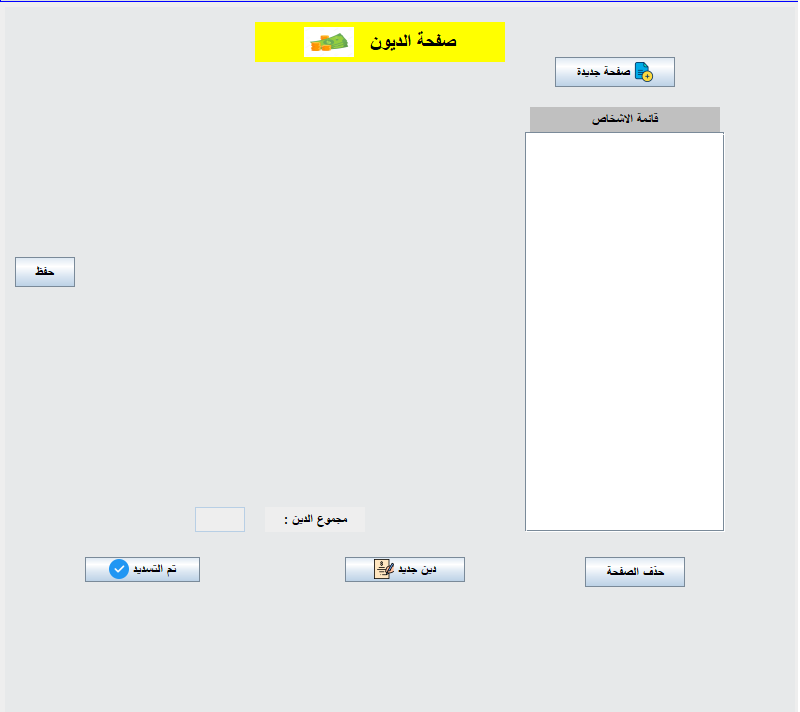 صفحة الديون
صفحة جديدة
قائمة الاشخاص
حفظ
مجموع الدين :
حذف الصفحة
دين جديد
تم التسديد